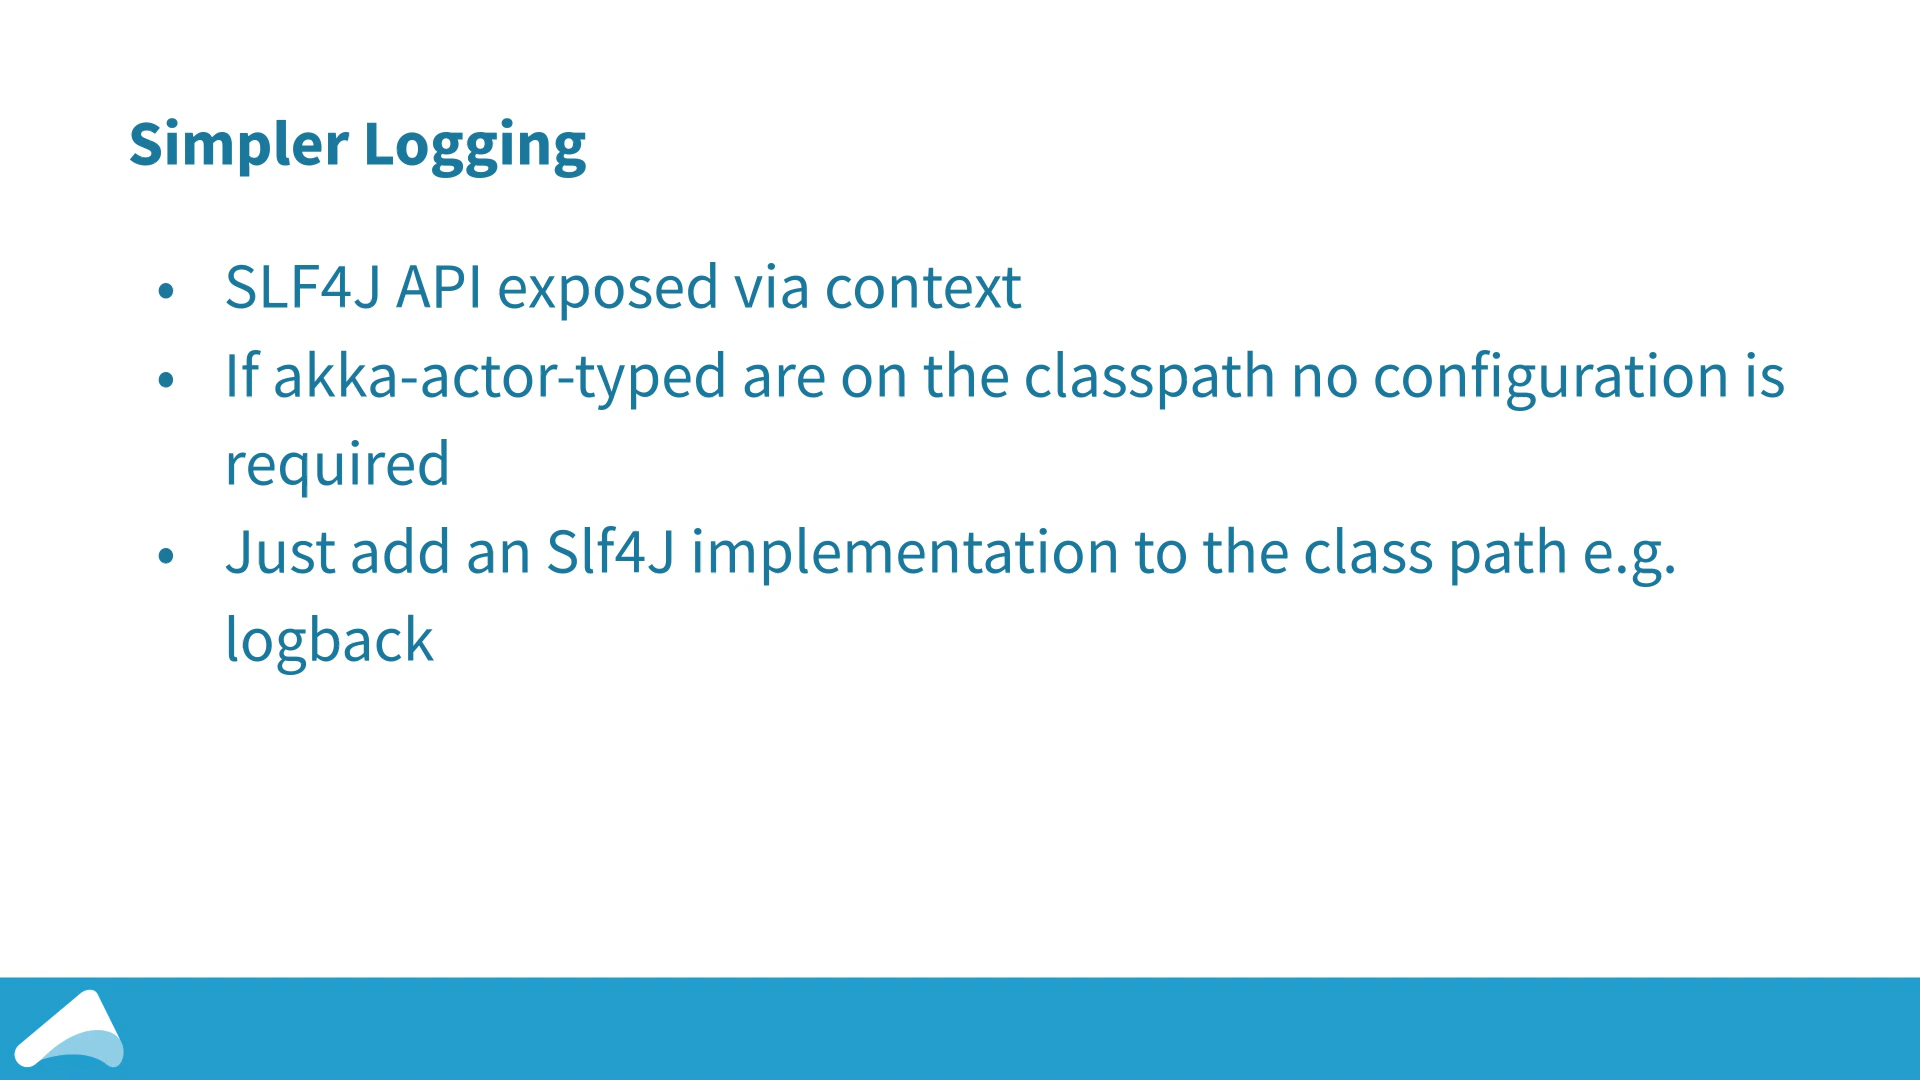 Simpler Logging
• SLF4J API exposed via context
• If akka-actor-typed are on the classpath no configuration is
required
• Just add an Slf4J implementation to the class path e.g.
logback